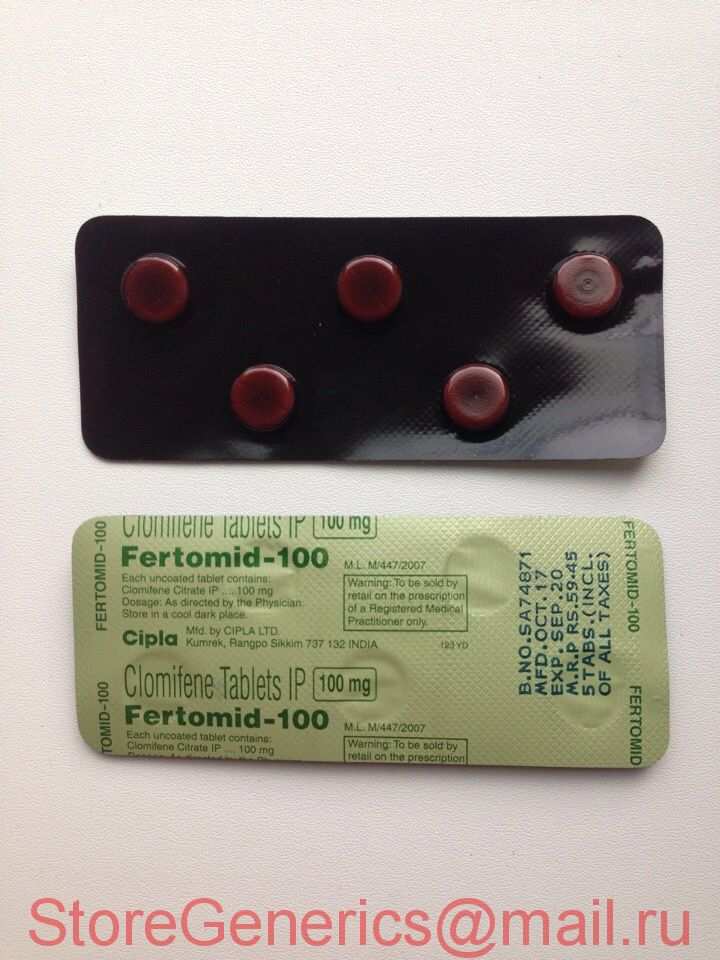 Clomifene Tablets IP 100 mg
Fertomid-100
Each uncoated tablet contains:
Clomifene Citrate IP .... 100 mg
Dosage: As directed by the Physician.
Store in a cool dark place.
M.L. M/447/2007
Warning: To be sold by
retail on the prescription
of a Registered Medical
Practitioner only.
Cipla
Mfd. by CIPLA LTD.
Kumrek, Rangpo Sikkim 737 132 INDIA
123 YD
Clomifene Tablets IP 100 mg
Fertomid-100
Each uncoated tablet contains:
Clomifene Citrate IP .... 100 mg
M.L. M/447/2007
Warning: To be sold by
retail on the prescription
FERTOMID-100
TOMID-100
B.NO.SA74871
MFD.OCT.17
EXP.SEP.20
M.R.P RS.59.45
5 TABS.(INCL.
OF ALL TAXES)
FERTOMID-100
FERTOMID
StoreGenerics@mail.ru